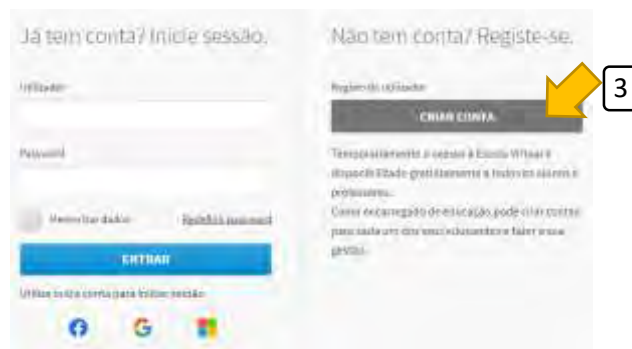 Já tem conta? Inicie sessão.
Utilizador
Password
Memorizar dados
Redefinir password
ENTRAR
Utilize outra conta para iniciar sessão
Não tem conta? Registe-se.
Registo do utilizador
CRIAR CONTA
3
Temporariamente o acesso à Escola Virtual é
disponibilizado gratuitamente a todos os alunos e
professores.
Como encarregado de educação, pode criar contas
para cada um dos seus educandos e fazer a sua
gestão.